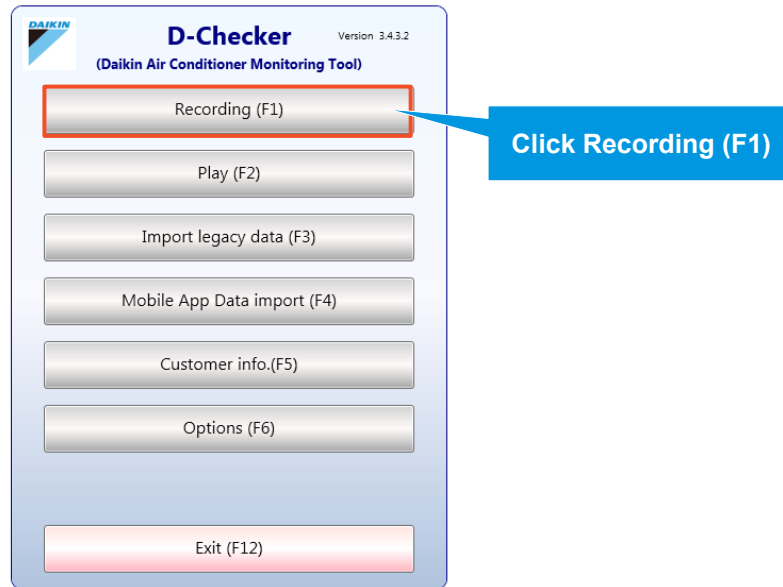 DAIKIN
D-Checker
Version 3.4.3.2
(Daikin Air Conditioner Monitoring Tool)
Recording (F1)
Click Recording (F1)
Play (F2)
Import legacy data (F3)
Mobile App Data import (F4)
Customer info.(F5)
Options (F6)
Exit (F12)